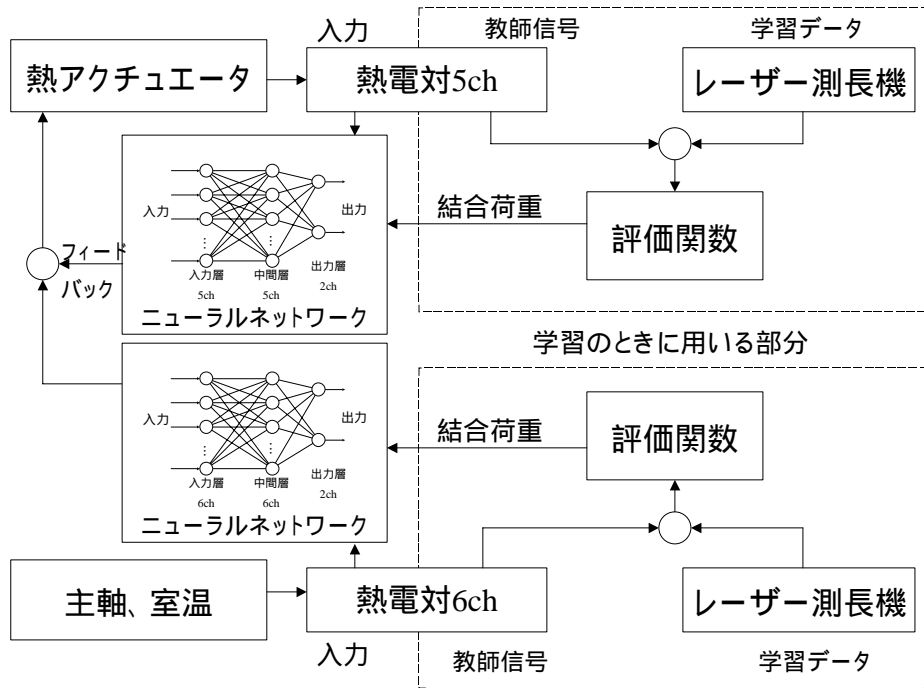 入力
教師信号
学習データ
熱アクチュエータ
熱電対5ch
レーザー測長機
入力
出力
入力層
中間層
出力層
5ch
5ch
2ch
ニューラルネットワーク
フィード
バック
結合荷重
評価関数
学習のときに用いる部分
入力
出力
入力層
中間層
出力層
6ch
6ch
2ch
ニューラルネットワーク
結合荷重
評価関数
主軸、室温
熱電対6ch
レーザー測長機
入力
教師信号
学習データ